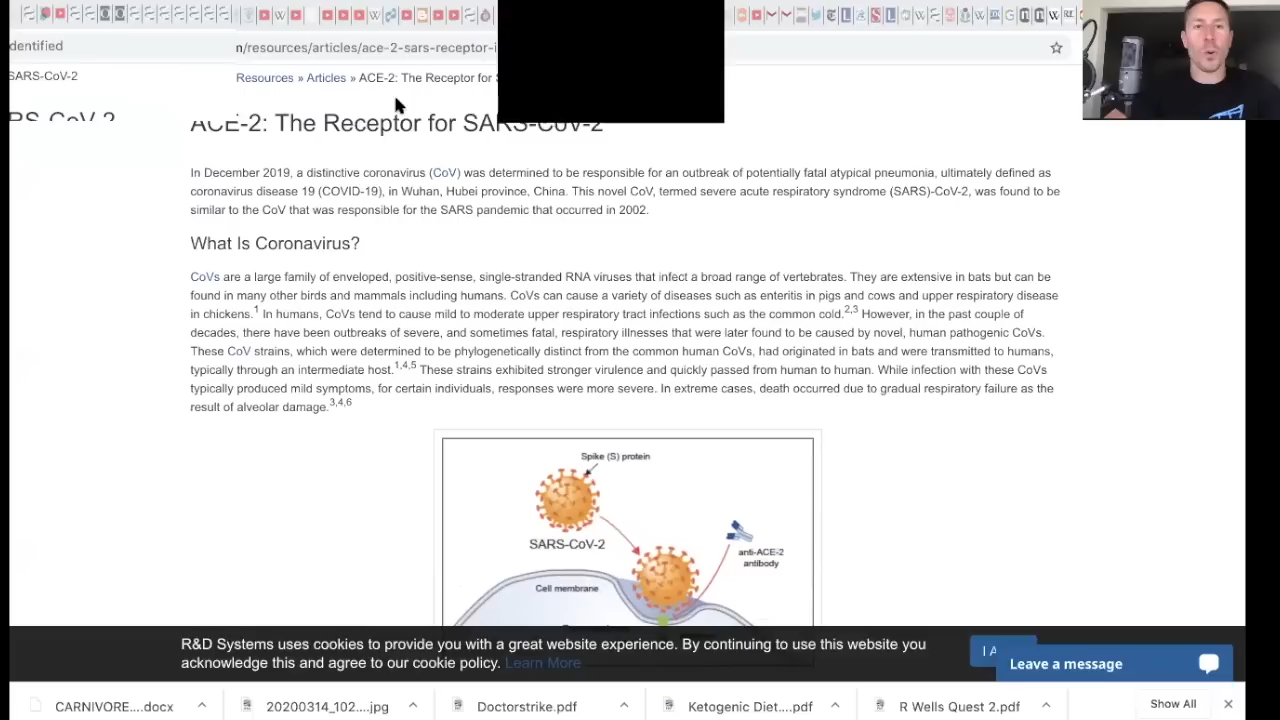 dentified
n/resources/articles/ace-2-sars-receptor-i
SARS-CoV-2
Resources » Articles » ACE-2: The Receptor for S
RS-CoV-2
ACE-2: The Receptor for SARS-CoV-2
In December 2019, a distinctive coronavirus (CoV) was determined to be responsible for an outbreak of potentially fatal atypical pneumonia, ultimately defined as
coronavirus disease 19 (COVID-19), in Wuhan, Hubei province, China. This novel CoV, termed severe acute respiratory syndrome (SARS)-CoV-2, was found to be
similar to the CoV that was responsible for the SARS pandemic that occurred in 2002.
What Is Coronavirus?
CoVs are a large family of enveloped, positive-sense, single-stranded RNA viruses that infect a broad range of vertebrates. They are extensive in bats but can be
found in many other birds and mammals including humans. CoVs can cause a variety of diseases such as enteritis in pigs and cows and upper respiratory disease
in chickens.1 In humans, CoVs tend to cause mild to moderate upper respiratory tract infections such as the common cold.2,3 However, in the past couple of
decades, there have been outbreaks of severe, and sometimes fatal, respiratory illnesses that were later found to be caused by novel, human pathogenic CoVs.
These CoV strains, which were determined to be phylogenetically distinct from the common human CoVs, had originated in bats and were transmitted to humans,
typically through an intermediate host.1,4,5 These strains exhibited stronger virulence and quickly passed from human to human. While infection with these CoVs
typically produced mild symptoms, for certain individuals, responses were more severe. In extreme cases, death occurred due to gradual respiratory failure as the
result of alveolar damage.3,4,6
Spike (S) protein
SARS-CoV-2
anti-ACE-2
antibody
Cell membrane
R&D Systems uses cookies to provide you with a great website experience. By continuing to use this website you
acknowledge this and agree to our cookie policy. Learn More
I A
Leave a message
CARNIVORE....docx
20200314_102....jpg
Doctorstrike.pdf
Ketogenic Diet....pdf
R Wells Quest 2.pdf
Show All